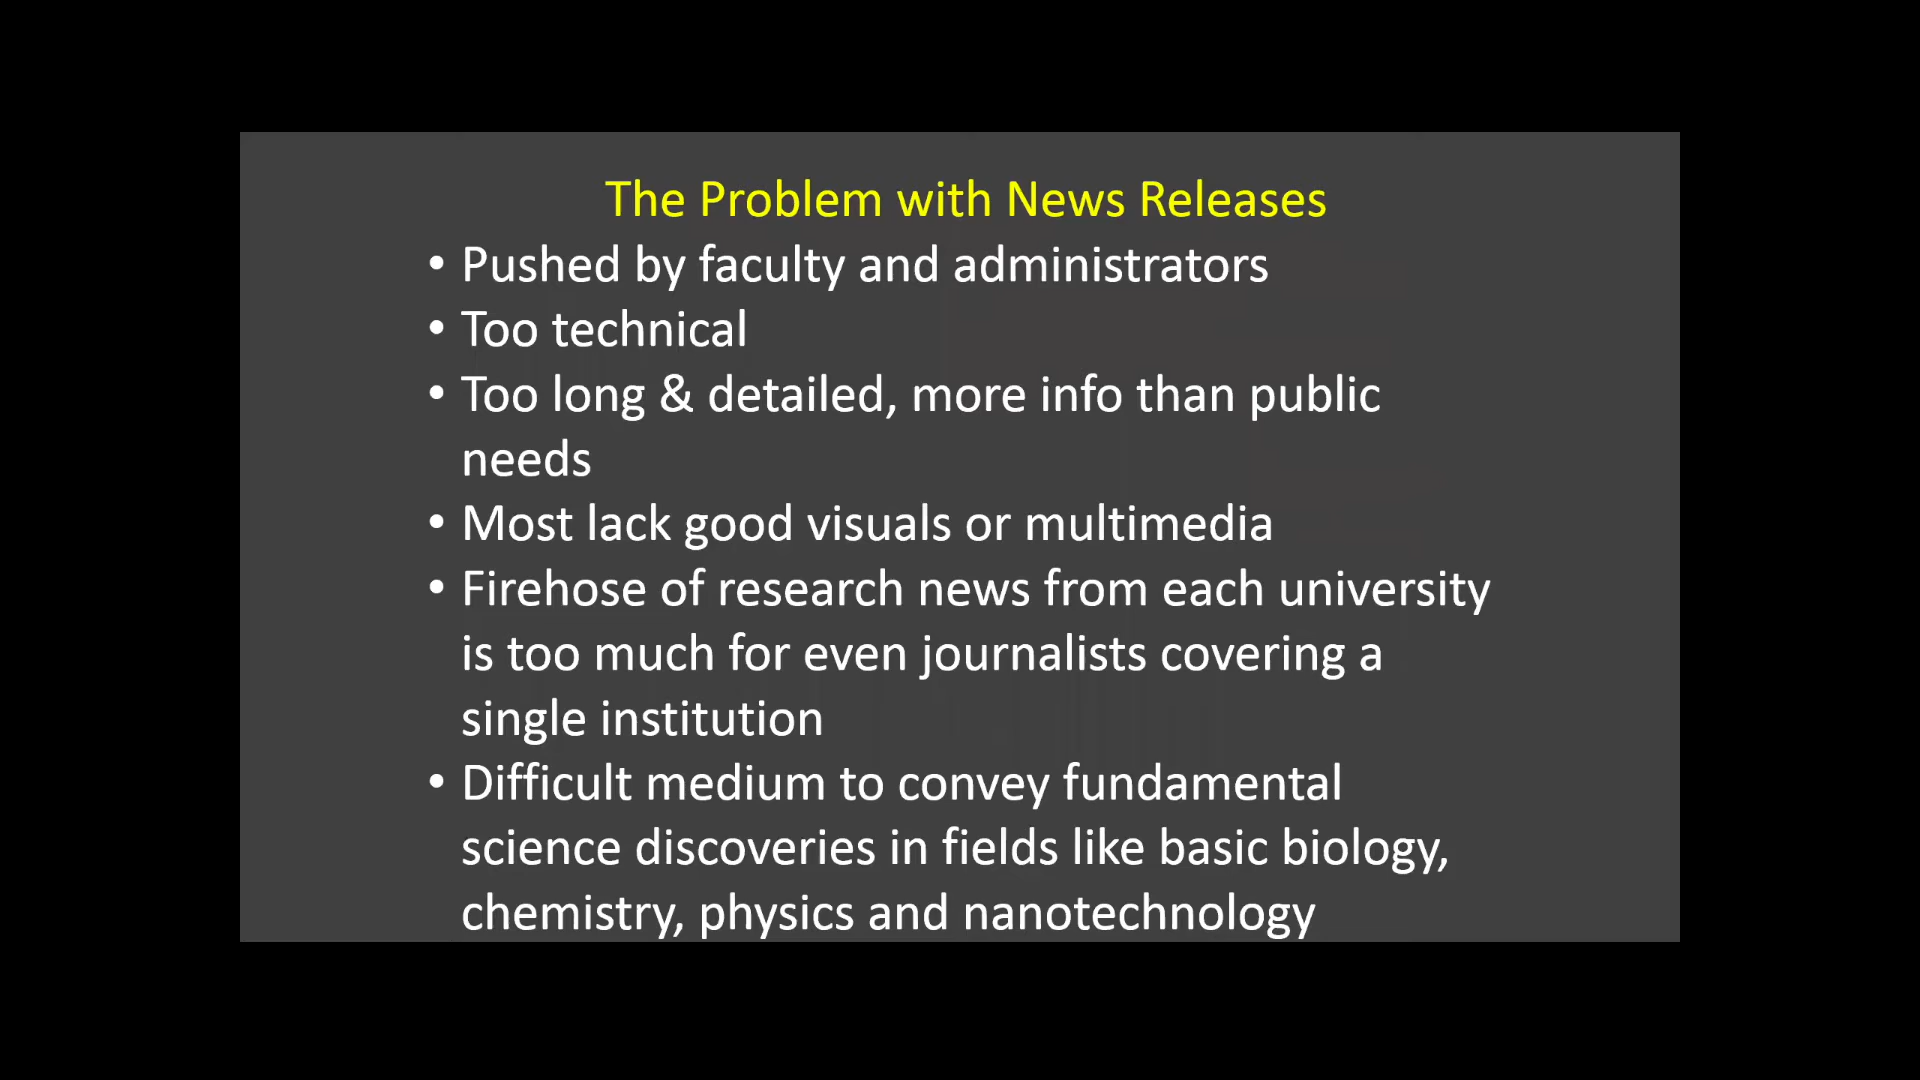 The Problem with News Releases
• Pushed by faculty and administrators
• Too technical
• Too long & detailed, more info than public
needs
• Most lack good visuals or multimedia
• Firehose of research news from each university
is too much for even journalists covering a
single institution
• Difficult medium to convey fundamental
science discoveries in fields like basic biology,
chemistry, physics and nanotechnology